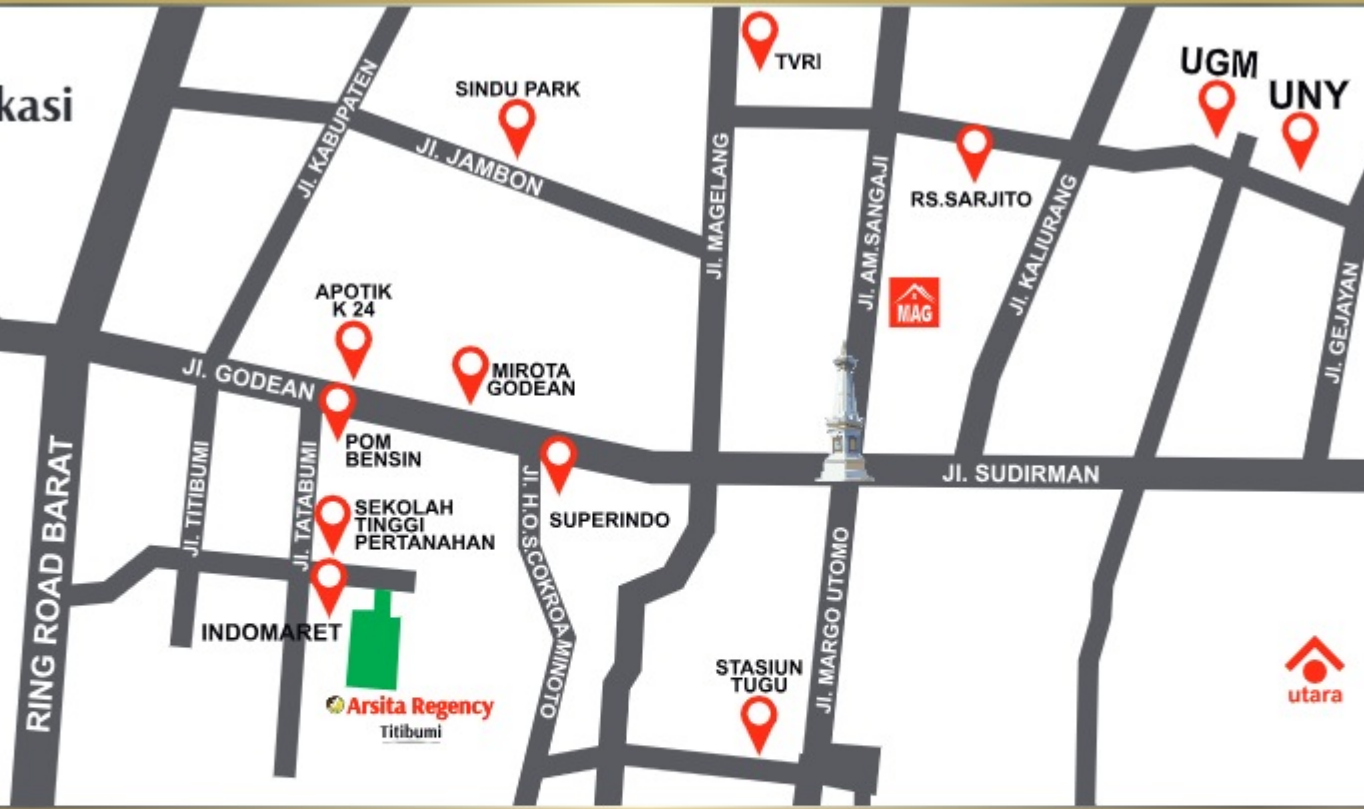 kasi
Jl. KABUPATEN
SINDU PARK
Jl. JAMBON
TVRI
Jl. MAGELANG
Jl. AM.SANGAJI
RS.SARJITO
UGM
UNY
Jl. KALIURANG
MAG
Jl. GEJAYAN
APOTIK
K 24
MIROTA
GODEAN
Jl. GODEAN
POM
BENSIN
SUPERINDO
Jl. SUDIRMAN
RING ROAD BARAT
Jl. TITIBUMI
Jl. TATABUMI
SEKOLAH
TINGGI
PERTANAHAN
Jl. H.O.S.COKROAMINOTO
INDOMARET
Arsita Regency
Titibumi
STASIUN
TUGU
Jl. MARGO UTOMO
utara